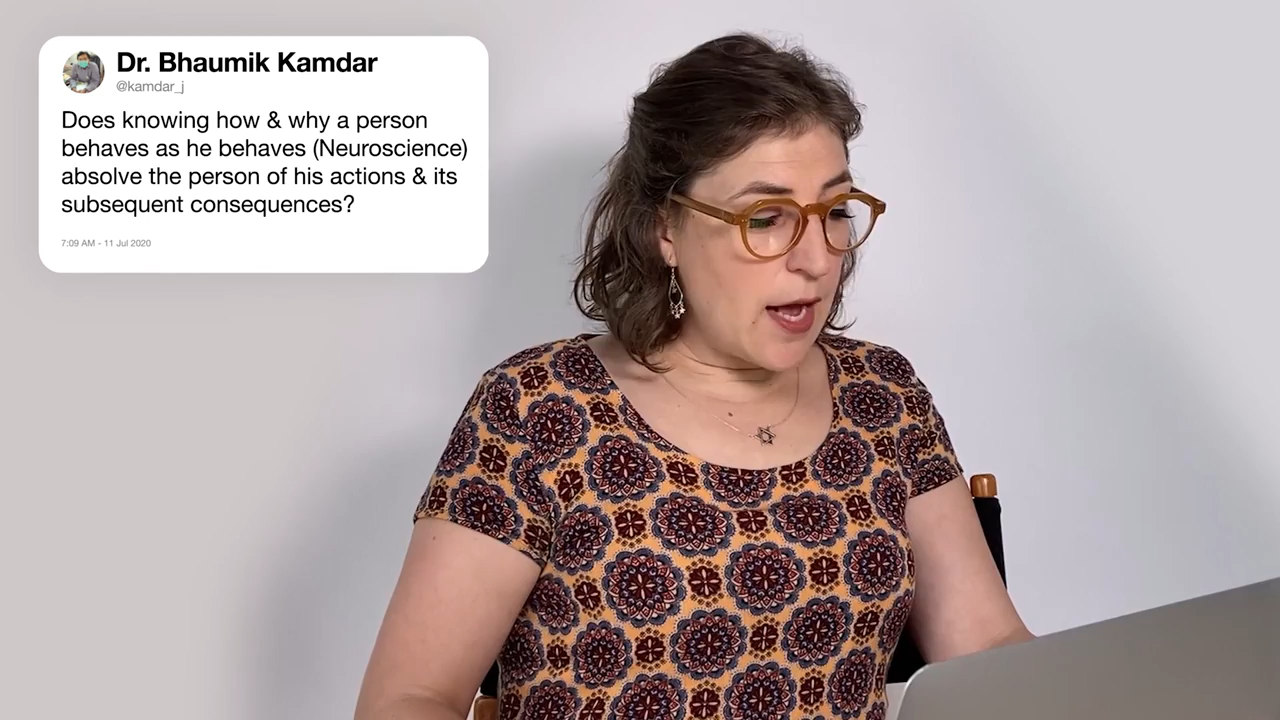 Dr. Bhaumik Kamdar
@kamdar_j
Does knowing how & why a person
behaves as he behaves (Neuroscience)
absolve the person of his actions & its
subsequent consequences?
7:09 AM - 11 Jul 2020